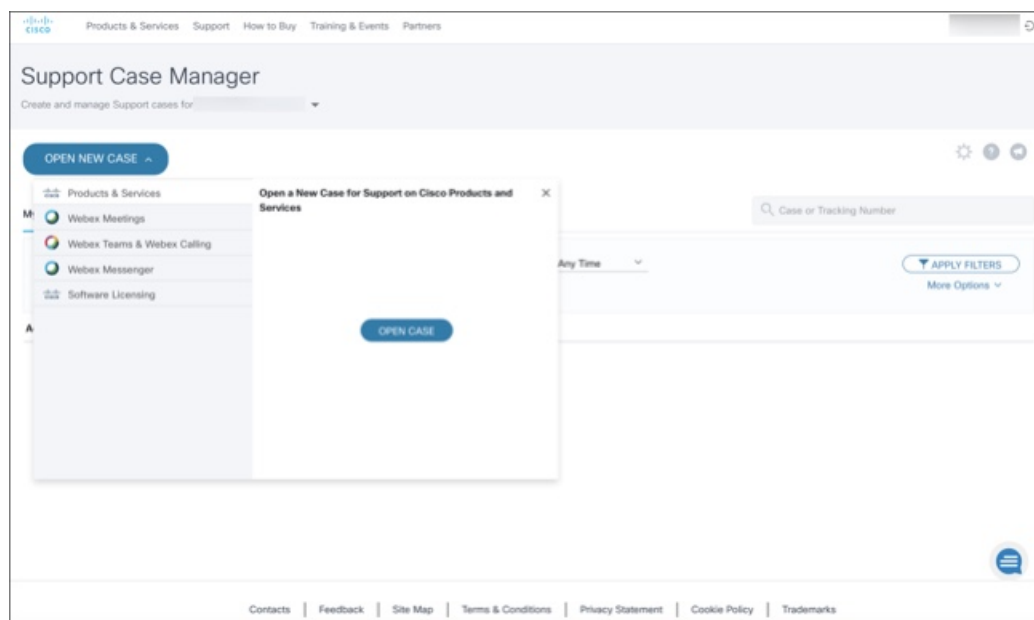 CISCO
Products & Services Support How to Buy Training & Events Partners
Support Case Manager
Create and manage Support cases for
OPEN NEW CASE
Products & Services
Open a New Case for Support on Cisco Products and
Services
Webex Meetings
Case or Tracking Number
Webex Teams & Webex Calling
Any Time
APPLY FILTERS
Webex Messenger
More Options
Software Licensing
OPEN CASE
Contacts | Feedback | Site Map | Terms & Conditions | Privacy Statement | Cookie Policy | Trademarks